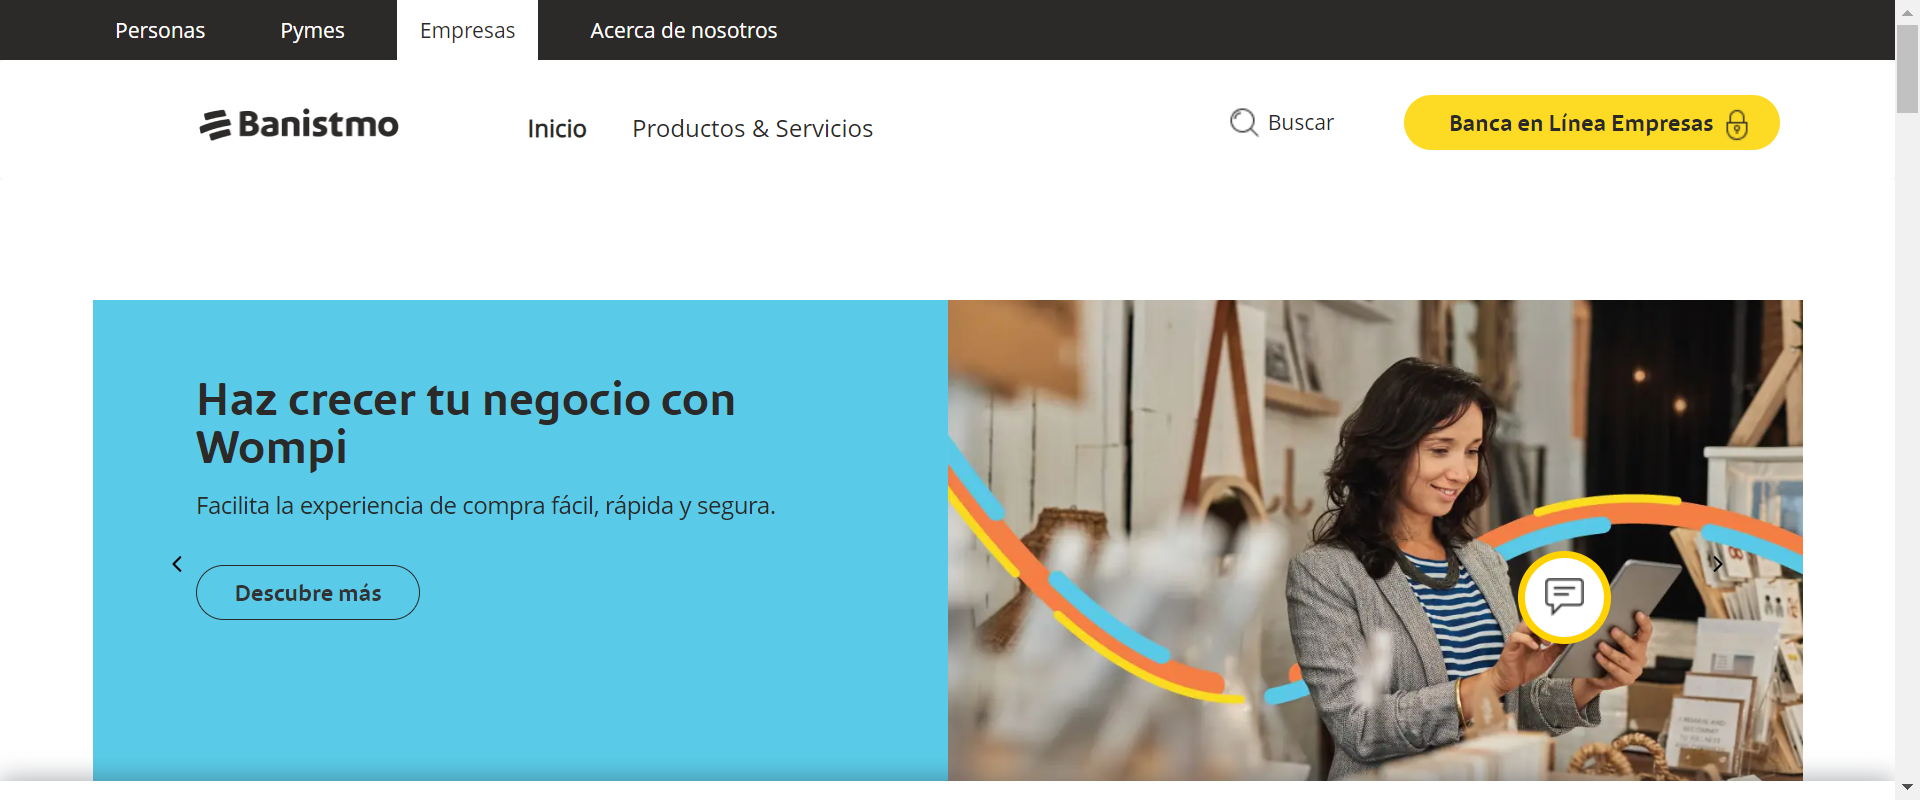 Personas
Pymes
Empresas
Acerca de nosotros
Banistmo
Inicio
Productos & Servicios
Buscar
Banca en Línea Empresas
Haz crecer tu negocio con
Wompi
Facilita la experiencia de compra fácil, rápida y segura.
Descubre más